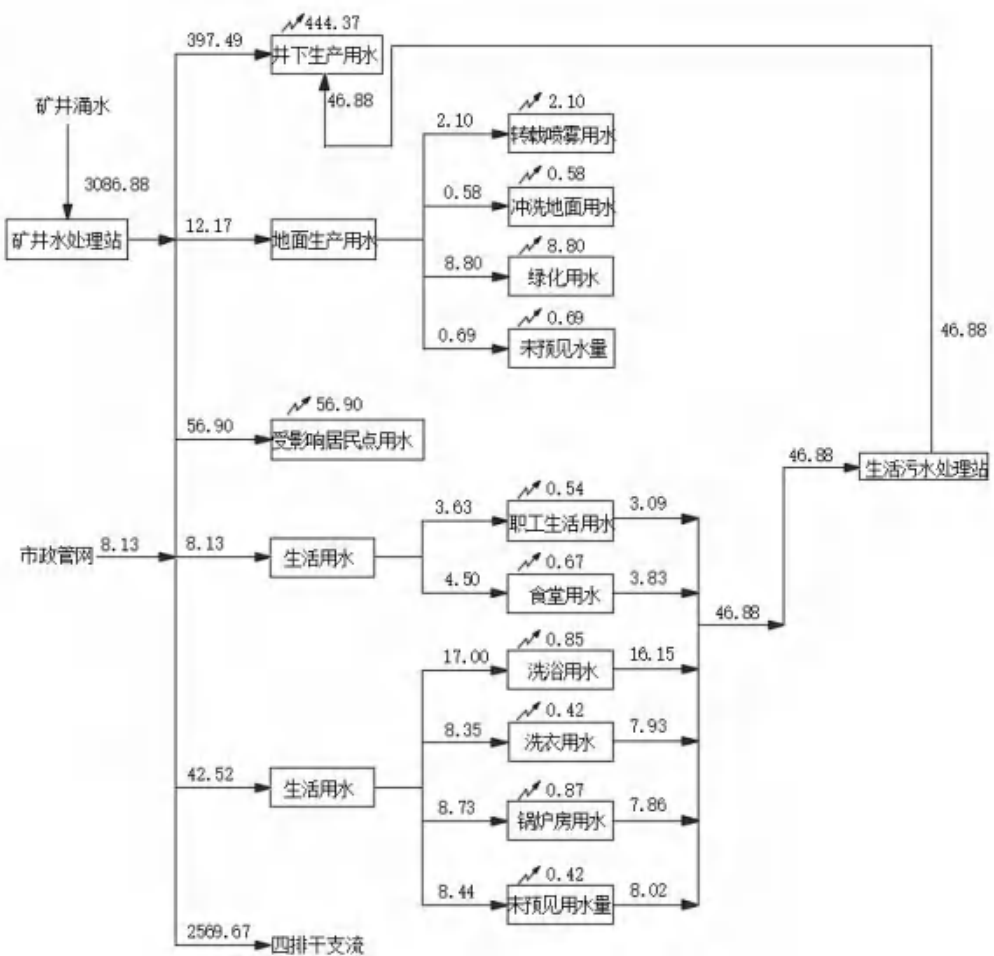 444.37
397.49
井下生产用水
46.88
矿井涌水
3086.88
矿井水处理站
12.17
地面生产用水
2.10
2.10
转载喷雾用水
0.58
0.58
冲洗地面用水
8.80
8.80
绿化用水
0.69
0.69
未预见水量
46.88
56.90
56.90
受影响居民点用水
46.88
生活污水处理站
市政管网
8.13
8.13
生活用水
3.63
0.54
职工生活用水
3.09
4.50
0.67
食堂用水
3.83
46.88
42.52
生活用水
17.00
0.85
洗浴用水
16.15
8.35
0.42
洗衣用水
7.93
8.73
0.87
锅炉房用水
7.86
8.44
0.42
未预见用水量
8.02
2569.67
四排干支流